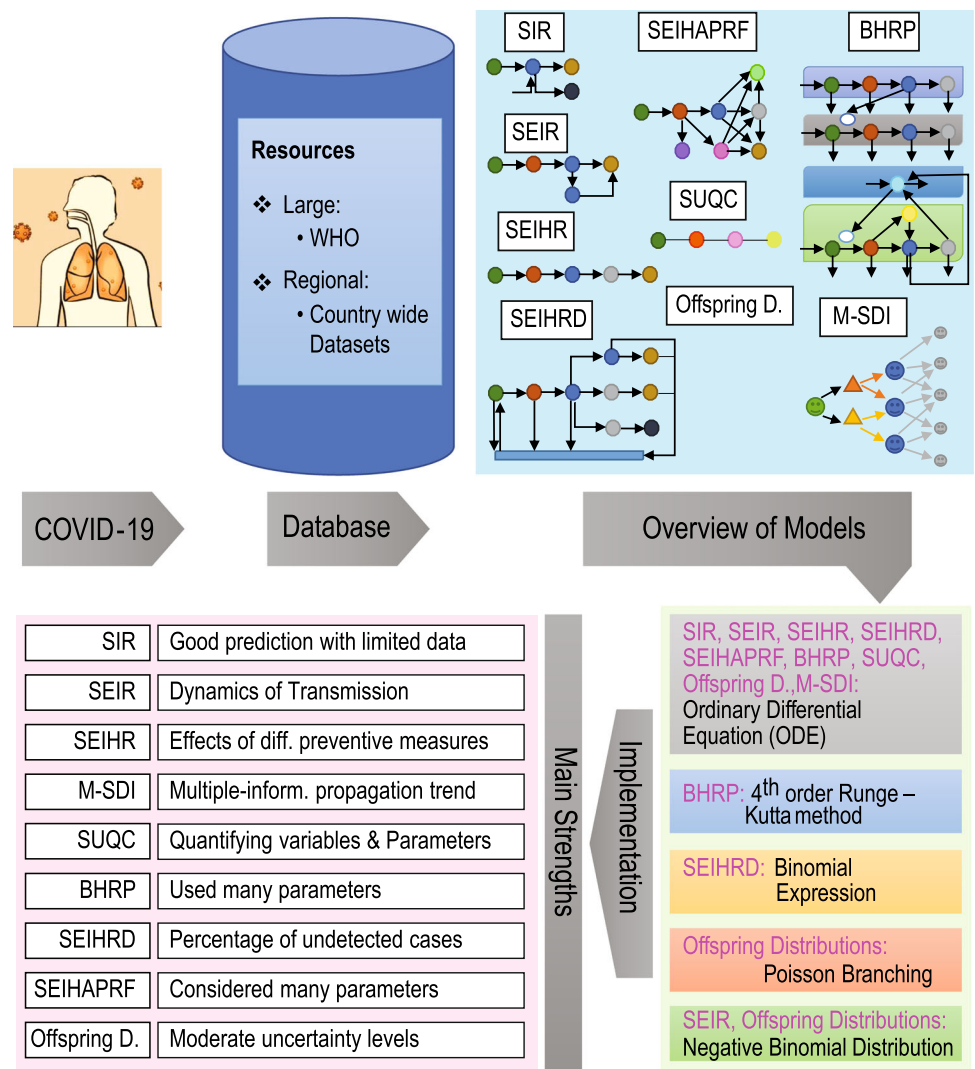 Resources
❖ Large:
• WHO
❖ Regional:
• Country wide
Datasets
SIR
SEIR
SEIHR
SEIHRD
SEIHAPRF
SUQC
Offspring D.
BHRP
M-SDI
COVID-19
Database
Overview of Models
SIR, SEIR, SEIHR, SEIHRD,
SEIHAPRF, BHRP, SUQC,
Offspring D.,M-SDI:
Ordinary Differential
Equation (ODE)
BHRP: 4th order Runge –
Kutta method
SEIHRD: Binomial
Expression
Offspring Distributions:
Poisson Branching
SEIR, Offspring Distributions:
Negative Binomial Distribution
Implementation
Main Strengths
SIR Good prediction with limited data
SEIR Dynamics of Transmission
SEIHR Effects of diff. preventive measures
M-SDI Multiple-inform. propagation trend
SUQC Quantifying variables & Parameters
BHRP Used many parameters
SEIHRD Percentage of undetected cases
SEIHAPRF Considered many parameters
Offspring D. Moderate uncertainty levels